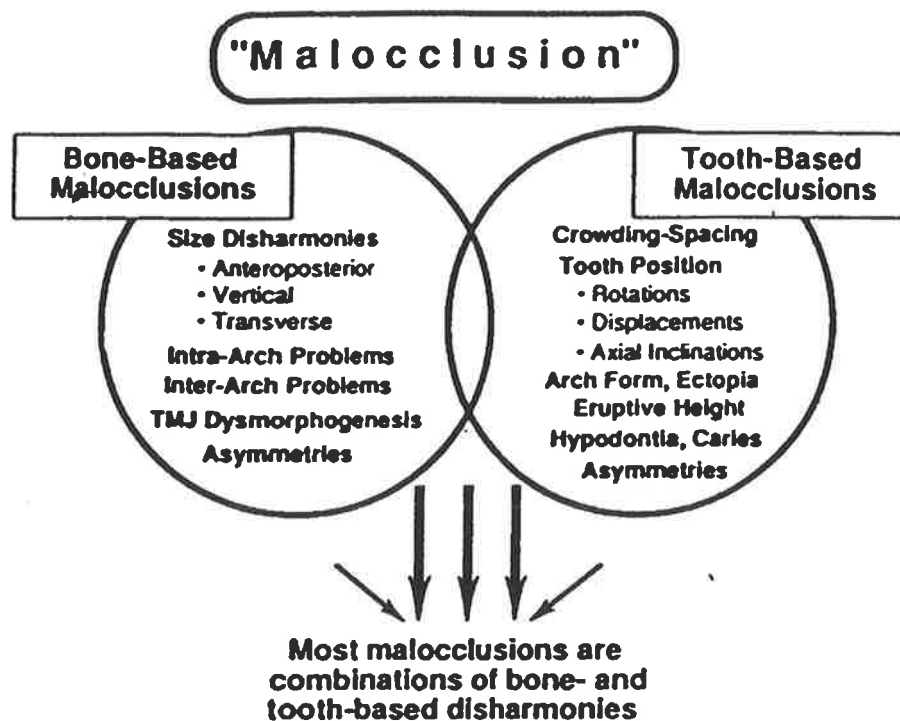 "Malocclusion"
Bone-Based
Malocclusions
Size Disharmonies
• Anteroposterior
• Vertical
• Transverse
Intra-Arch Problems
Inter-Arch Problems
TMJ Dysmorphogenesis
Asymmetries
Tooth-Based
Malocclusions
Crowding-Spacing
Tooth Position
• Rotations
• Displacements
• Axial Inclinations
Arch Form, Ectopia
Eruptive Height
Hypodontia, Caries
Asymmetries
Most malocclusions are
combinations of bone- and
tooth-based disharmonies